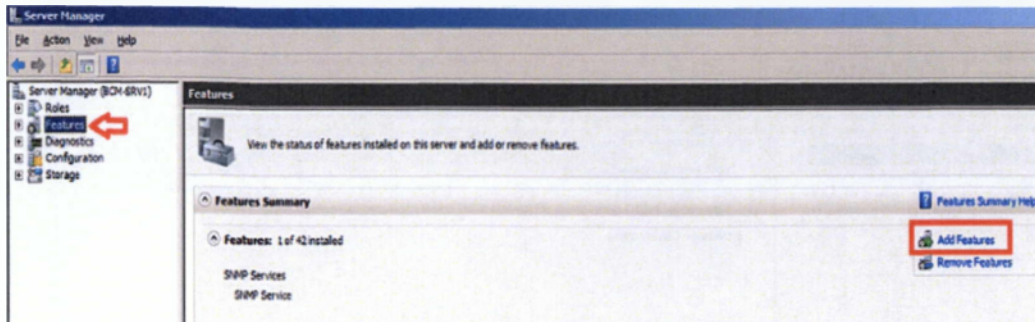 Server Manager
File Action View Help
Server Manager (BCM-SRV1)
Roles
Features
Diagnostics
Configuration
Storage
Features
View the status of features installed on this server and add or remove features.
Features Summary
Features Summary Help
Features: 1 of 42 installed
Add Features
Remove Features
SNMP Services
SNMP Service